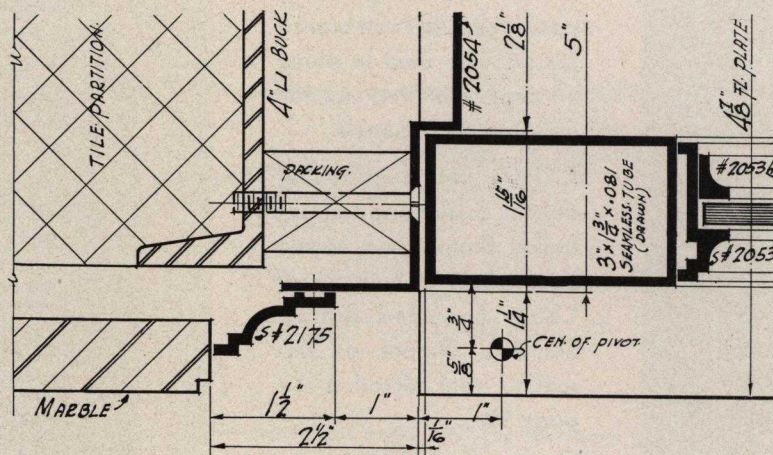 TILE PARTITION.
4" ⊔ BUCK
PACKING.
#2054
2 1/8"
5"
4 7/8" FL. PLATE
1 15/16"
3" × 1 3/4" × .081
SEAMLESS TUBE
(DRAWN)
#2053
S#2053
3/4"
1 1/4"
CEN. OF PIVOT.
5/8"
S#2175
MARBLE
1 1/2"
1"
1"
2 1/2"
1/16"